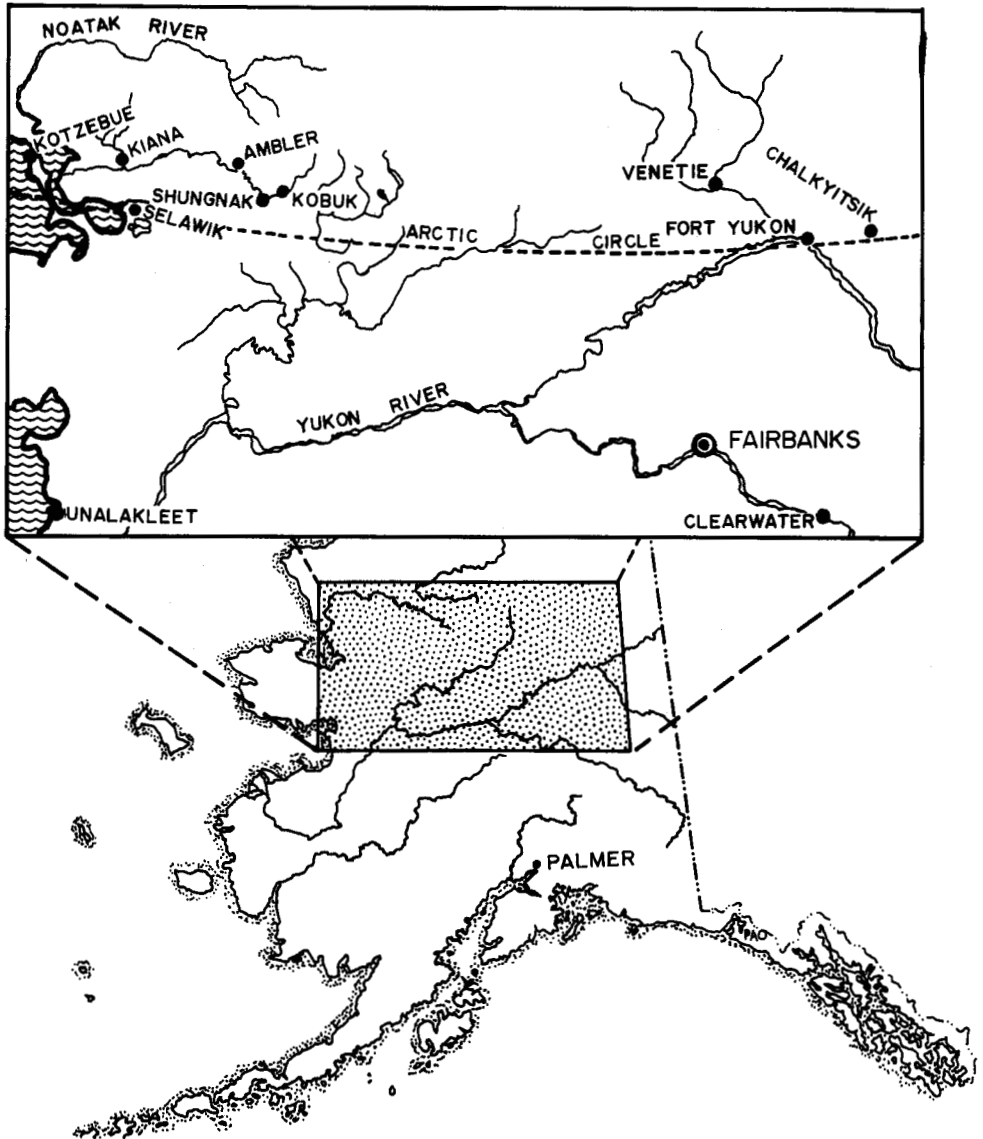 NOATAK RIVER
KOTZEBUE
KIANA
AMBLER
SHUNGNAK
KOBUK
SELAWIK
VENETIE
CHALKYITSIK
ARCTIC CIRCLE
FORT YUKON
YUKON RIVER
FAIRBANKS
UNALAKLEET
CLEARWATER
PALMER